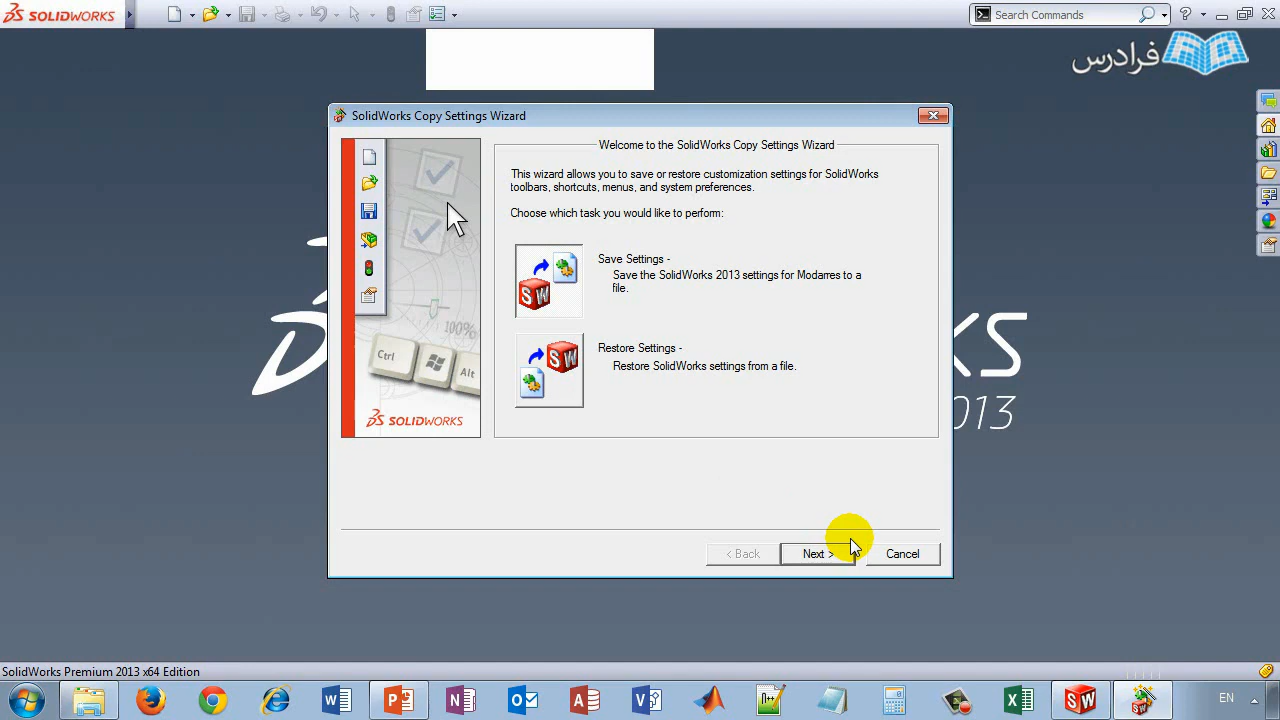 SOLIDWORKS
Search Commands
?
فرادرس
SolidWorks Copy Settings Wizard
Welcome to the SolidWorks Copy Settings Wizard
This wizard allows you to save or restore customization settings for SolidWorks
toolbars, shortcuts, menus, and system preferences.
Choose which task you would like to perform:
Save Settings -
Save the SolidWorks 2013 settings for Modarres to a
file.
Restore Settings -
Restore SolidWorks settings from a file.
100%
Ctrl
Alt
SOLIDWORKS
KS
2013
< Back
Next >
Cancel
SolidWorks Premium 2013 x64 Edition
EN